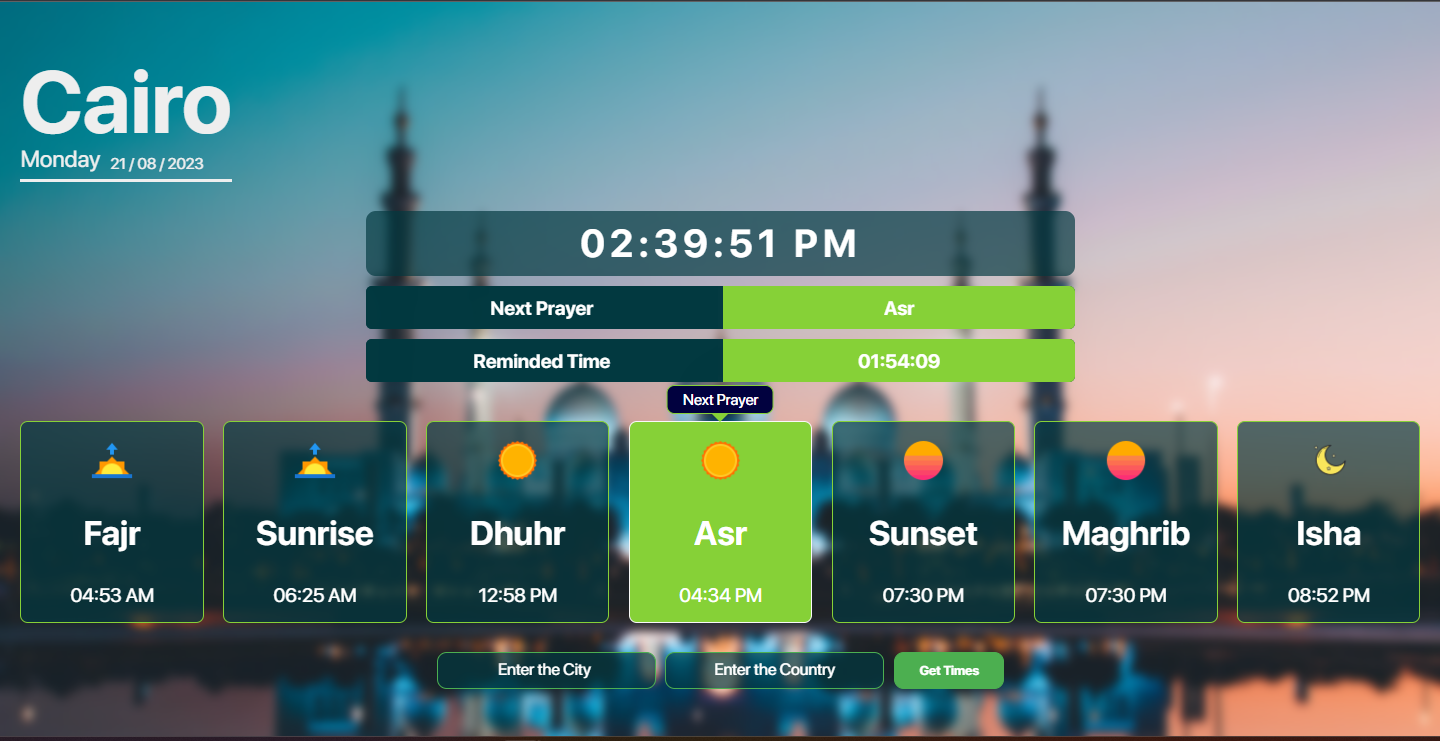 Cairo
Monday 21 / 08 / 2023
02:39:51 PM
Next Prayer Asr
Reminded Time 01:54:09
Next Prayer
Fajr Sunrise Dhuhr Asr Sunset Maghrib Isha
04:53 AM 06:25 AM 12:58 PM 04:34 PM 07:30 PM 07:30 PM 08:52 PM
Enter the City Enter the Country Get Times